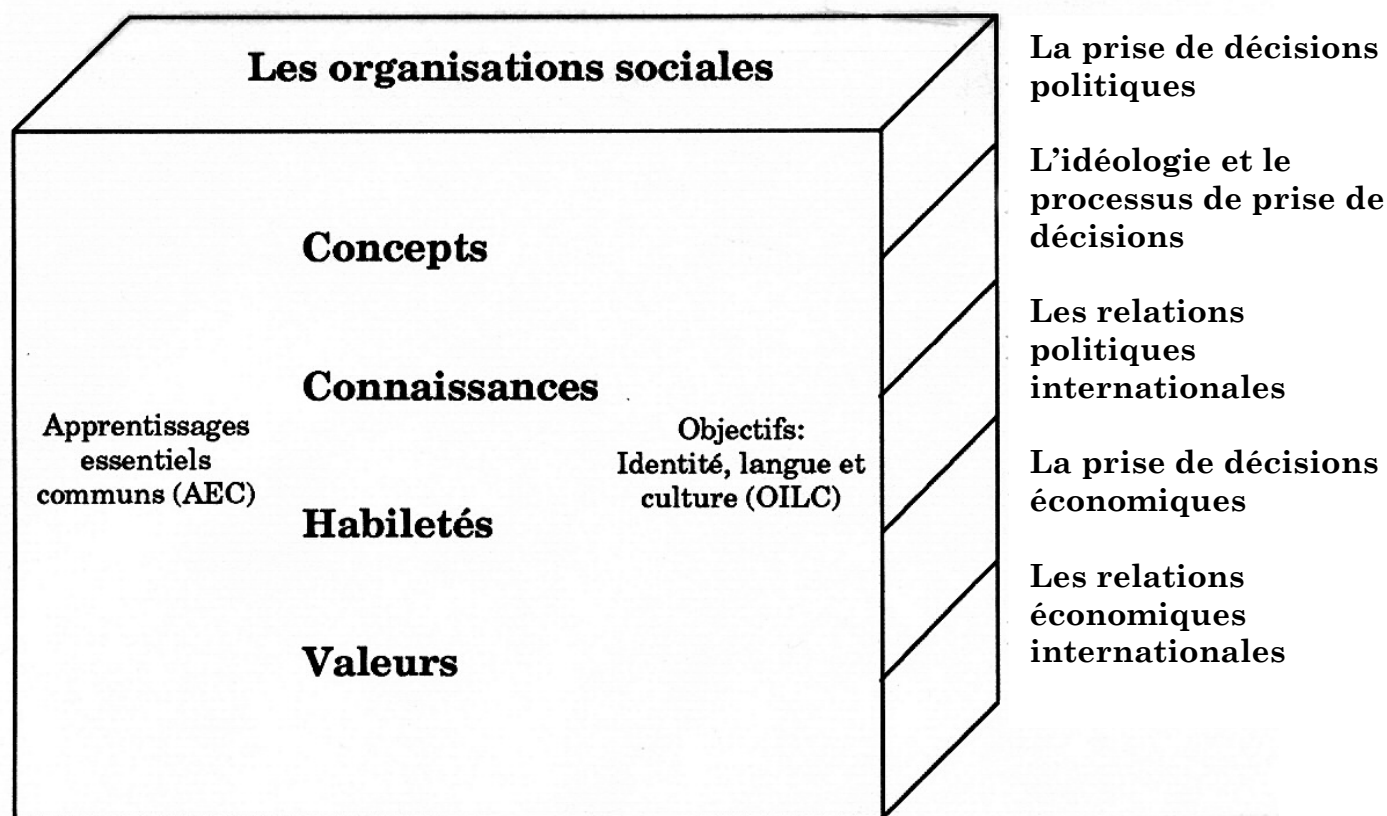 Les organisations sociales
Concepts
Connaissances
Apprentissages
essentiels
communs (AEC)
Objectifs:
Identité, langue et
culture (OILC)
Habiletés
Valeurs
La prise de décisions
politiques
L'idéologie et le
processus de prise de
décisions
Les relations
politiques
internationales
La prise de décisions
économiques
Les relations
économiques
internationales